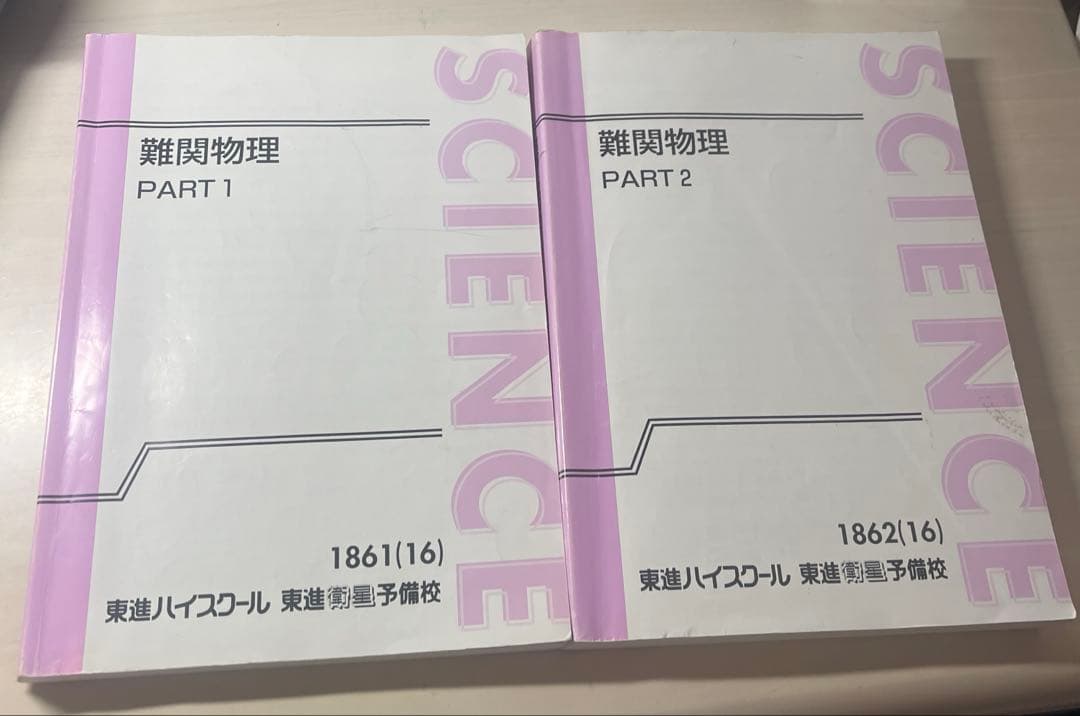 難関物理
PART 1
SCIENCE
1861(16)
東進ハイスクール 東進衛星予備校
難関物理
PART 2
SCIENCE
1862(16)
東進ハイスクール 東進衛星予備校